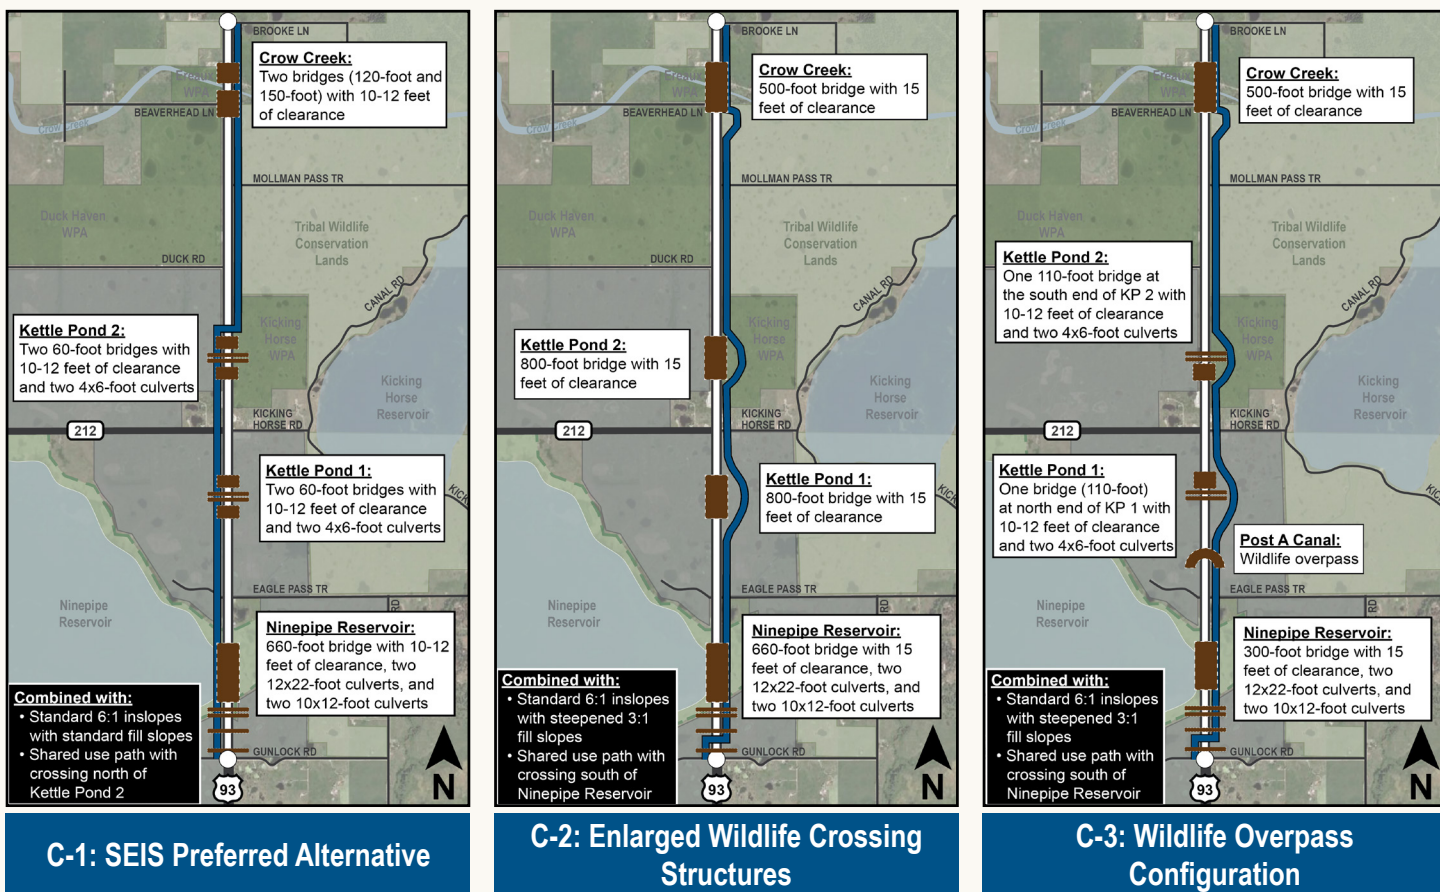 BROOKE LN
Crow Creek:
Two bridges (120-foot and
150-foot) with 10-12 feet
of clearance
WPA
BEAVERHEAD LN
Crow Creek
MOLLMAN PASS TR
Duck Haven
WPA
Tribal Wildlife
Conservation
Lands
DUCK RD
CANAL RD
Kettle Pond 2:
Two 60-foot bridges with
10-12 feet of clearance
and two 4x6-foot culverts
Kicking
Horse
WPA
Kicking
Horse
Reservoir
KICKING
HORSE RD
212
Kettle Pond 1:
Two 60-foot bridges with
10-12 feet of clearance
and two 4x6-foot culverts
EAGLE PASS TR
Ninepipe
Reservoir
RD
Ninepipe Reservoir:
660-foot bridge with 10-12
feet of clearance, two
12x22-foot culverts, and
two 10x12-foot culverts
Combined with:
• Standard 6:1 inslopes
with standard fill slopes
• Shared use path with
crossing north of
Kettle Pond 2
GUNLOCK RD
93
N
C-1: SEIS Preferred Alternative
BROOKE LN
Crow Creek:
500-foot bridge with 15
feet of clearance
WPA
BEAVERHEAD LN
Crow Creek
MOLLMAN PASS TR
Duck Haven
WPA
Tribal Wildlife
Conservation
Lands
DUCK RD
CANAL RD
Kettle Pond 2:
800-foot bridge with 15
feet of clearance
Kicking
Horse
WPA
Kicking
Horse
Reservoir
KICKING
HORSE RD
212
Kettle Pond 1:
800-foot bridge with 15
feet of clearance
EAGLE PASS TR
Ninepipe
Reservoir
RD
Ninepipe Reservoir:
660-foot bridge with 15
feet of clearance, two
12x22-foot culverts, and
two 10x12-foot culverts
Combined with:
• Standard 6:1 inslopes
with steepened 3:1
fill slopes
• Shared use path with
crossing south of
Ninepipe Reservoir
GUNLOCK RD
93
N
C-2: Enlarged Wildlife Crossing
Structures
BROOKE LN
Crow Creek:
500-foot bridge with 15
feet of clearance
WPA
BEAVERHEAD LN
Crow Creek
MOLLMAN PASS TR
Duck Haven
WPA
Tribal Wildlife
Conservation
Lands
Kettle Pond 2:
One 110-foot bridge at
the south end of KP 2 with
10-12 feet of clearance
and two 4x6-foot culverts
CANAL RD
Kicking
Horse
WPA
Kicking
Horse
Reservoir
KICKING
HORSE RD
212
Kettle Pond 1:
One bridge (110-foot)
at north end of KP 1 with
10-12 feet of clearance
and two 4x6-foot culverts
Post A Canal:
Wildlife overpass
EAGLE PASS TR
Ninepipe
Reservoir
RD
Ninepipe Reservoir:
300-foot bridge with 15
feet of clearance, two
12x22-foot culverts, and
two 10x12-foot culverts
Combined with:
• Standard 6:1 inslopes
with steepened 3:1
fill slopes
• Shared use path with
crossing south of
Ninepipe Reservoir
GUNLOCK RD
93
N
C-3: Wildlife Overpass
Configuration